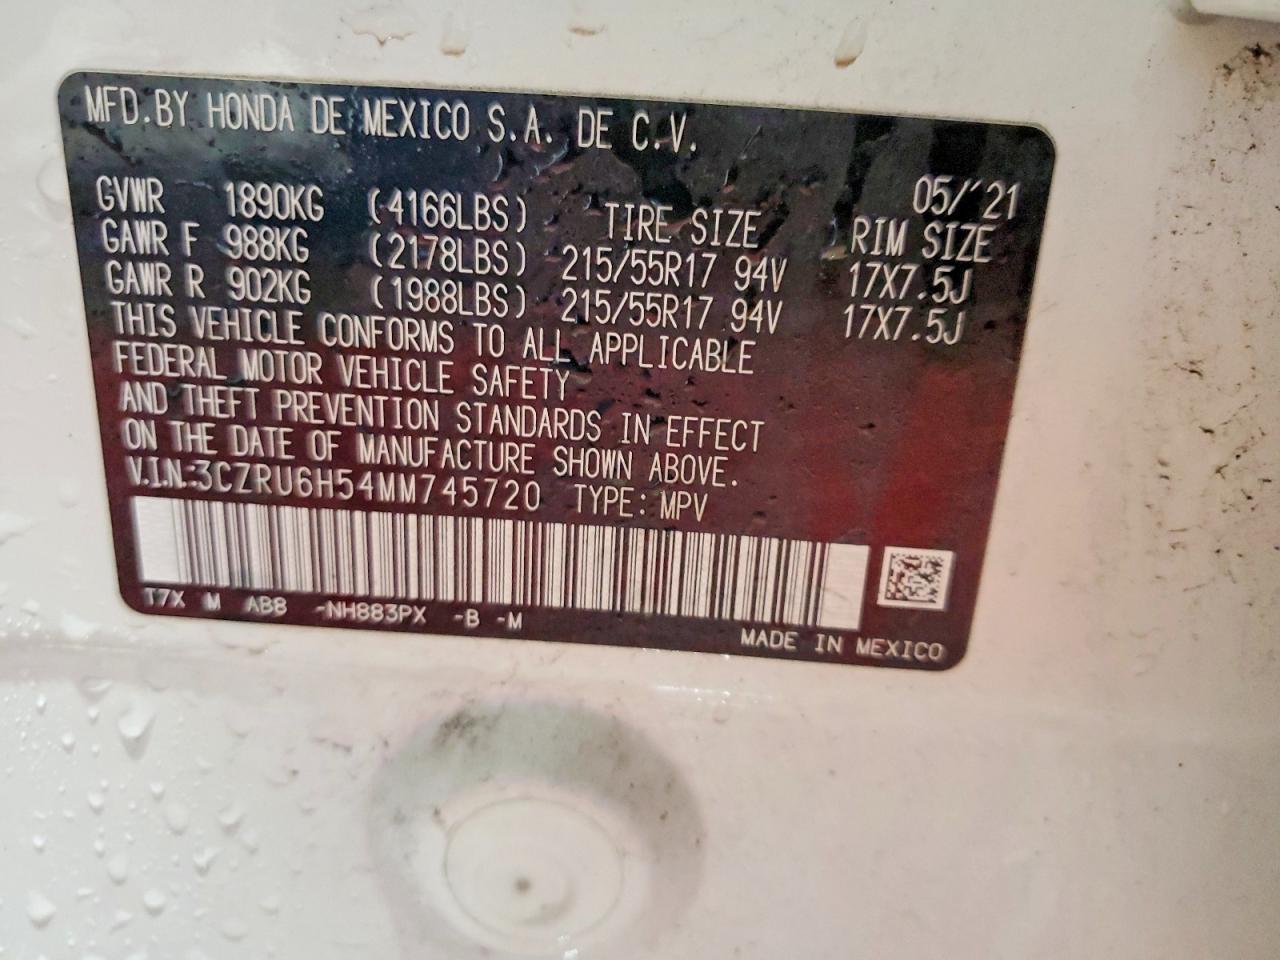 MFD.BY HONDA DE MEXICO S.A. DE C.V.
05/'21
GVWR 1890KG (4166LBS) TIRE SIZE RIM SIZE
GAWR F 988KG (2178LBS) 215/55R17 94V 17X7.5J
GAWR R 902KG (1988LBS) 215/55R17 94V 17X7.5J
THIS VEHICLE CONFORMS TO ALL APPLICABLE
FEDERAL MOTOR VEHICLE SAFETY
AND THEFT PREVENTION STANDARDS IN EFFECT
ON THE DATE OF MANUFACTURE SHOWN ABOVE.
V.I.N.:3CZRU6H54MM745720 TYPE: MPV
T7X M AB8 -NH883PX -B -M
MADE IN MEXICO